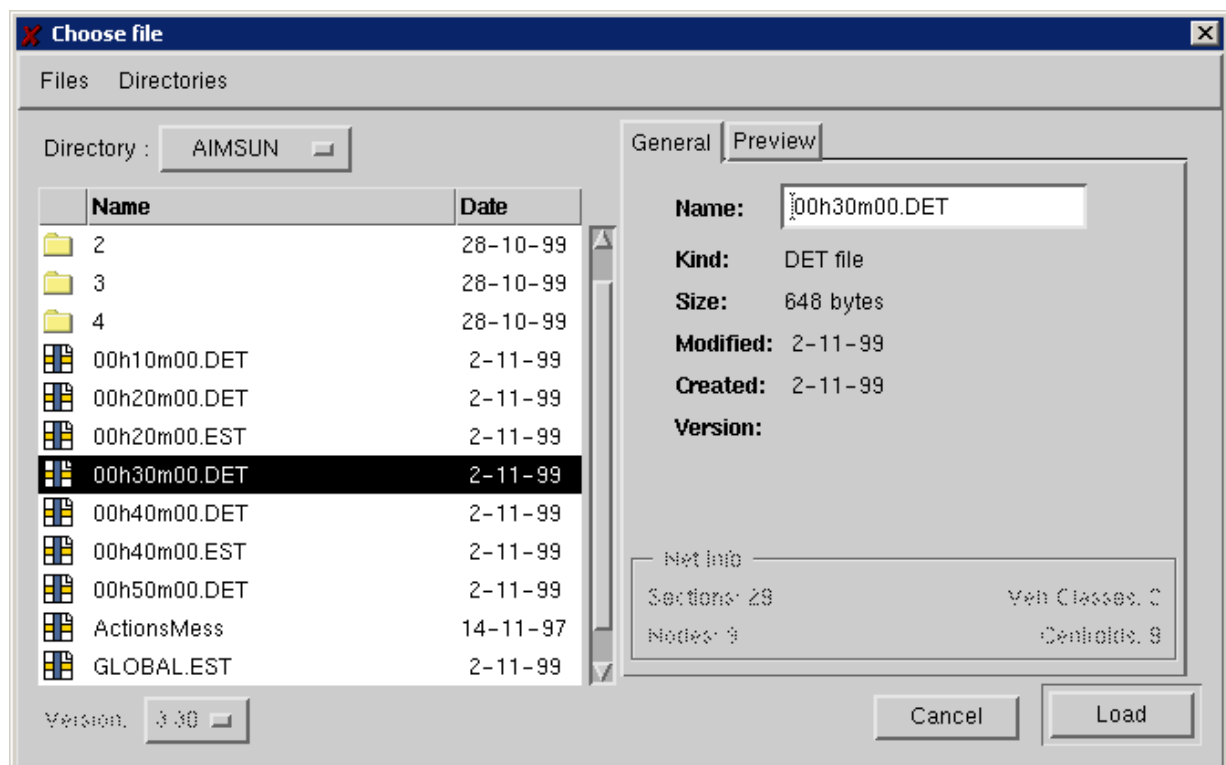 Choose file
Files Directories
Directory : AIMSUN
General Preview
Name Date
2 28-10-99
3 28-10-99
4 28-10-99
00h10m00.DET 2-11-99
00h20m00.DET 2-11-99
00h20m00.EST 2-11-99
00h30m00.DET 2-11-99
00h40m00.DET 2-11-99
00h40m00.EST 2-11-99
00h50m00.DET 2-11-99
ActionsMess 14-11-97
GLOBAL.EST 2-11-99
Name: 00h30m00.DET
Kind: DET file
Size: 648 bytes
Modified: 2-11-99
Created: 2-11-99
Version:
Net Info
Sections: Veh Classes:
Nodes: 9 Centroids: 9
Version: 3.30
Cancel Load